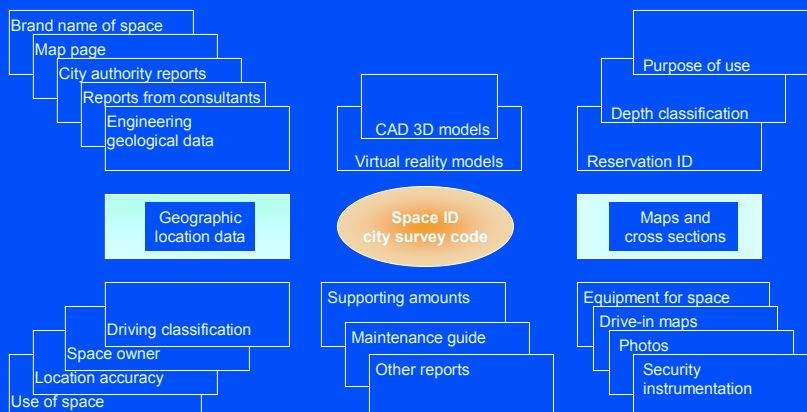 Brand name of space
Map page
City authority reports
Reports from consultants
Engineering
geological data
CAD 3D models
Virtual reality models
Purpose of use
Depth classification
Reservation ID
Geographic
location data
Space ID
city survey code
Maps and
cross sections
Driving classification
Space owner
Location accuracy
Use of space
Supporting amounts
Maintenance guide
Other reports
Equipment for space
Drive-in maps
Photos
Security
instrumentation